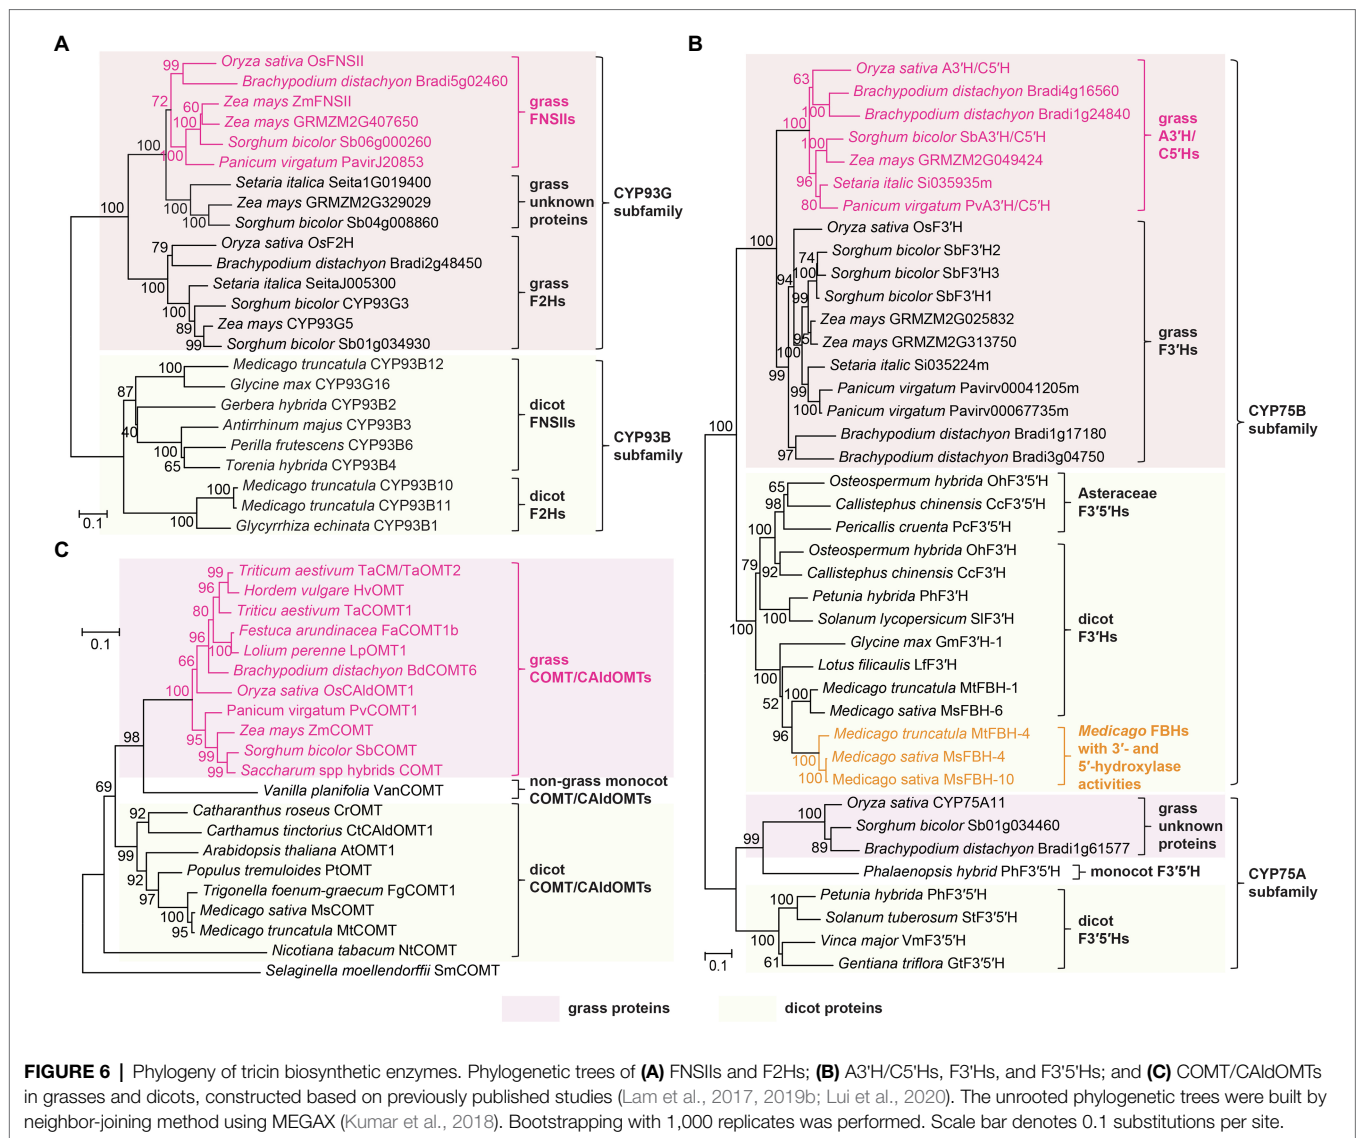 A
99
Oryza sativa OsFNSII
Brachypodium distachyon Bradi5g02460
72
60
Zea mays ZmFNSII
100
Zea mays GRMZM2G407650
Sorghum bicolor Sb06g000260
100
Panicum virgatum PavirJ20853
grass
FNSIIs
100
Setaria italica Seita1G019400
100
Zea mays GRMZM2G329029
100
Sorghum bicolor Sb04g008860
grass
unknown
proteins
CYP93G
subfamily
100
79
Oryza sativa OsF2H
Brachypodium distachyon Bradi2g48450
100
Setaria italica SeitaJ005300
100
Sorghum bicolor CYP93G3
89
Zea mays CYP93G5
99
Sorghum bicolor Sb01g034930
grass
F2Hs
100
Medicago truncatula CYP93B12
87
Glycine max CYP93G16
Gerbera hybrida CYP93B2
40
Antirrhinum majus CYP93B3
100
Perilla frutescens CYP93B6
65
Torenia hybrida CYP93B4
dicot
FNSIIs
CYP93B
subfamily
100
Medicago truncatula CYP93B10
Medicago truncatula CYP93B11
100
Glycyrrhiza echinata CYP93B1
dicot
F2Hs
0.1
B
63
Oryza sativa A3′H/C5′H
Brachypodium distachyon Bradi4g16560
100
Brachypodium distachyon Bradi1g24840
100
Sorghum bicolor SbA3′H/C5′H
100
Zea mays GRMZM2G049424
96
Setaria italic Si035935m
80
Panicum virgatum PvA3′H/C5′H
grass
A3′H/
C5′Hs
100
Oryza sativa OsF3′H
74
Sorghum bicolor SbF3′H2
94
100
Sorghum bicolor SbF3′H3
99
Sorghum bicolor SbF3′H1
Zea mays GRMZM2G025832
95
Zea mays GRMZM2G313750
100
Setaria italic Si035224m
99
99
Panicum virgatum Pavirv00041205m
100
Panicum virgatum Pavirv00067735m
Brachypodium distachyon Bradi1g17180
97
Brachypodium distachyon Bradi3g04750
grass
F3′Hs
CYP75B
subfamily
100
65
Osteospermum hybrida OhF3′5′H
98
Callistephus chinensis CcF3′5′H
100
Pericallis cruenta PcF3′5′H
Asteraceae
F3′5′Hs
Osteospermum hybrida OhF3′H
79
92
Callistephus chinensis CcF3′H
Petunia hybrida PhF3′H
100
Solanum lycopersicum SlF3′H
100
Glycine max GmF3′H-1
Lotus filicaulis LfF3′H
100
100
Medicago truncatula MtFBH-1
52
Medicago sativa MsFBH-6
dicot
F3′Hs
96
Medicago truncatula MtFBH-4
100
Medicago sativa MsFBH-4
100
Medicago sativa MsFBH-10
Medicago FBHs
with 3′- and
5′-hydroxylase
activities
100
Oryza sativa CYP75A11
Sorghum bicolor Sb01g034460
89
Brachypodium distachyon Bradi1g61577
grass
unknown
proteins
99
Phalaenopsis hybrid PhF3′5′H
monocot F3′5′H
CYP75A
subfamily
100
Petunia hybrida PhF3′5′H
Solanum tuberosum StF3′5′H
100
Vinca major VmF3′5′H
61
Gentiana triflora GtF3′5′H
dicot
F3′5′Hs
0.1
C
0.1
99
Triticum aestivum TaCM/TaOMT2
96
Hordem vulgare HvOMT
80
Triticu aestivum TaCOMT1
96
Festuca arundinacea FaCOMT1b
100
Lolium perenne LpOMT1
66
Brachypodium distachyon BdCOMT6
100
Oryza sativa OsCAldOMT1
Panicum virgatum PvCOMT1
95
Zea mays ZmCOMT
99
Sorghum bicolor SbCOMT
99
Saccharum spp hybrids COMT
grass
COMT/CAldOMTs
98
Vanilla planifolia VanCOMT
non-grass monocot
COMT/CAldOMTs
69
92
Catharanthus roseus CrOMT
Carthamus tinctorius CtCAldOMT1
99
Arabidopsis thaliana AtOMT1
92
Populus tremuloides PtOMT
97
Trigonella foenum-graecum FgCOMT1
100
Medicago sativa MsCOMT
95
Medicago truncatula MtCOMT
Nicotiana tabacum NtCOMT
dicot
COMT/CAldOMTs
Selaginella moellendorffii SmCOMT
grass proteins
dicot proteins
FIGURE 6 | Phylogeny of tricin biosynthetic enzymes. Phylogenetic trees of (A) FNSIIs and F2Hs; (B) A3'H/C5'Hs, F3'Hs, and F3'5'Hs; and (C) COMT/CAldOMTs
in grasses and dicots, constructed based on previously published studies (Lam et al., 2017, 2019b; Lui et al., 2020). The unrooted phylogenetic trees were built by
neighbor-joining method using MEGAX (Kumar et al., 2018). Bootstrapping with 1,000 replicates was performed. Scale bar denotes 0.1 substitutions per site.